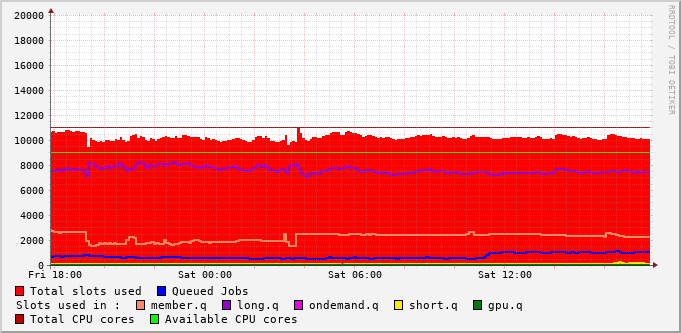 20000
18000
16000
14000
12000
10000
8000
6000
4000
2000
0
Fri 18:00 Sat 00:00 Sat 06:00 Sat 12:00
RRDTOOL / TOBI OETIKER
Total slots used Queued Jobs
Slots used in : member.q long.q ondemand.q short.q gpu.q
Total CPU cores Available CPU cores